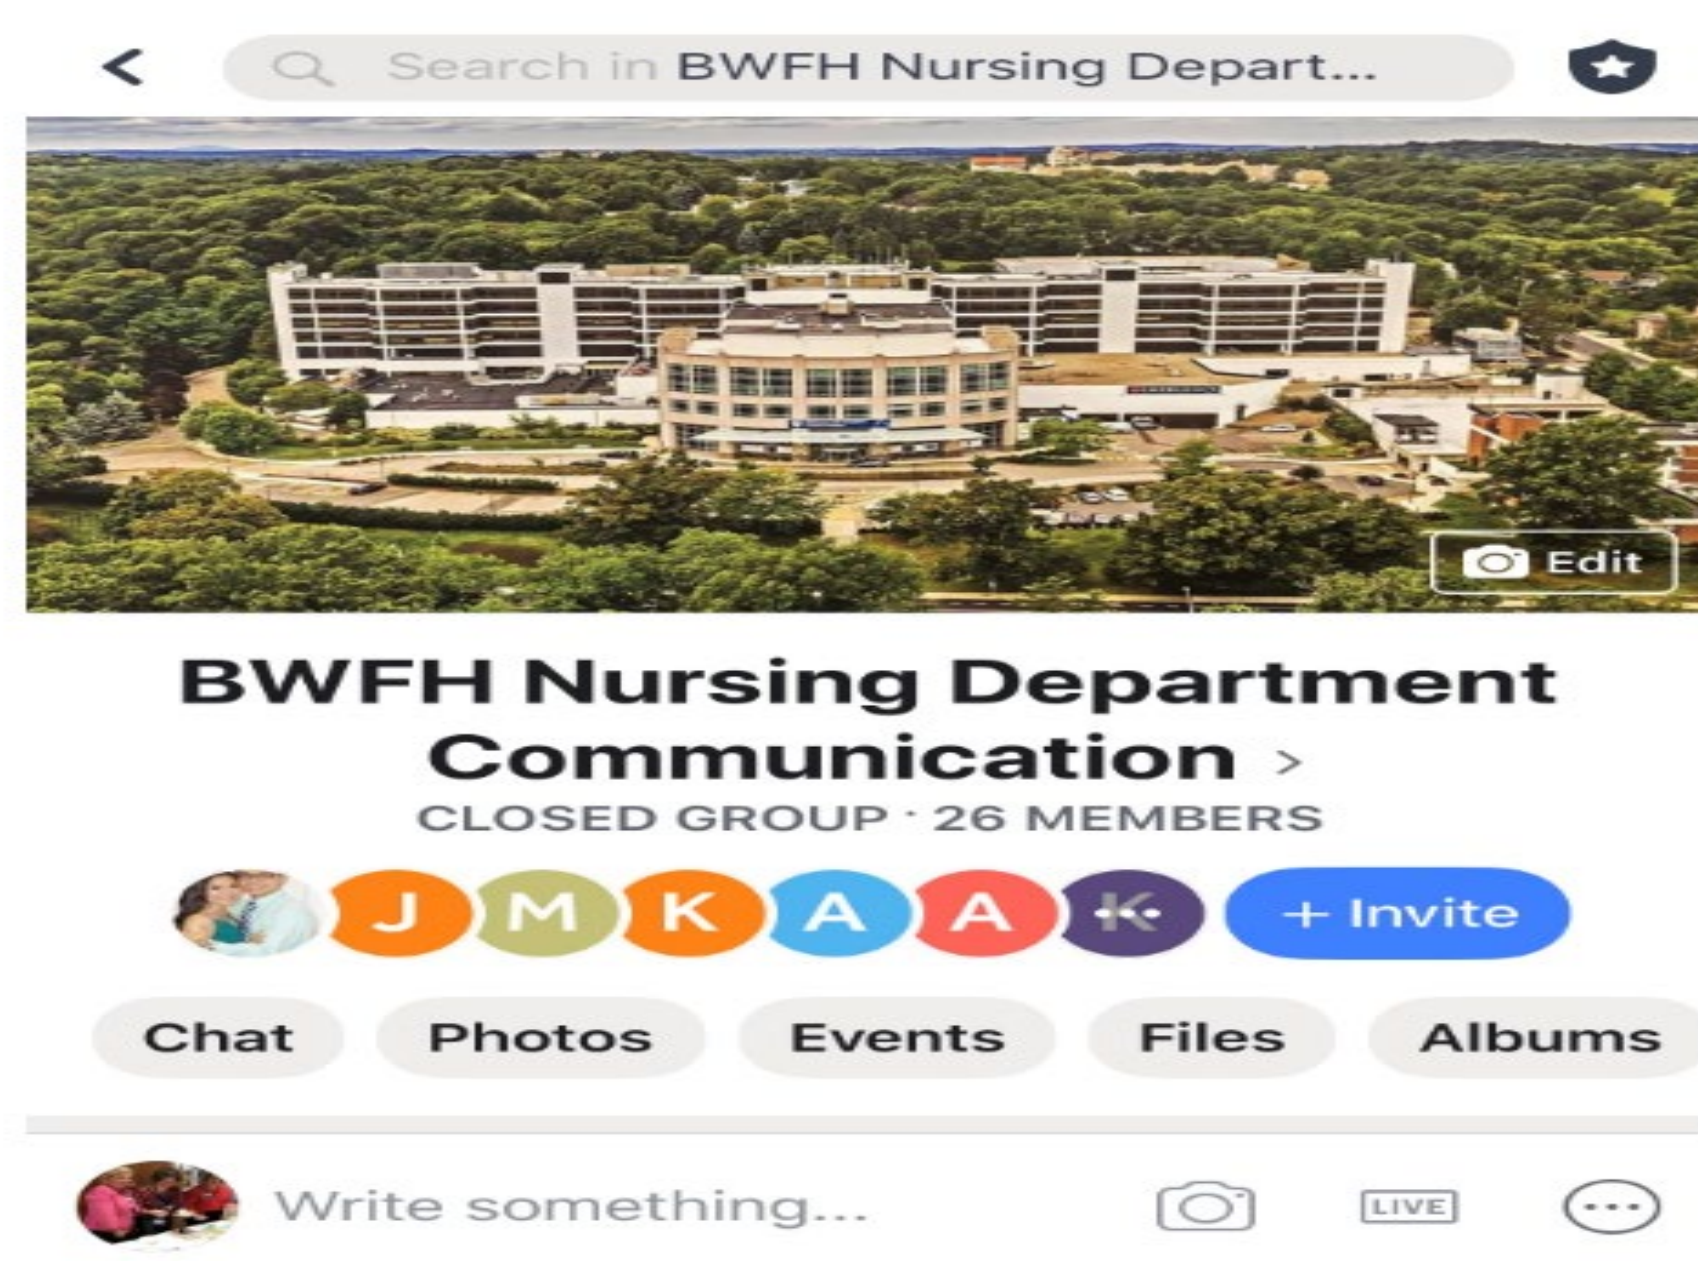 Search in BWFH Nursing Depart...
Edit
BWFH Nursing Department
Communication >
CLOSED GROUP · 26 MEMBERS
J M K A A K + Invite
Chat Photos Events Files Albums
Write something... LIVE